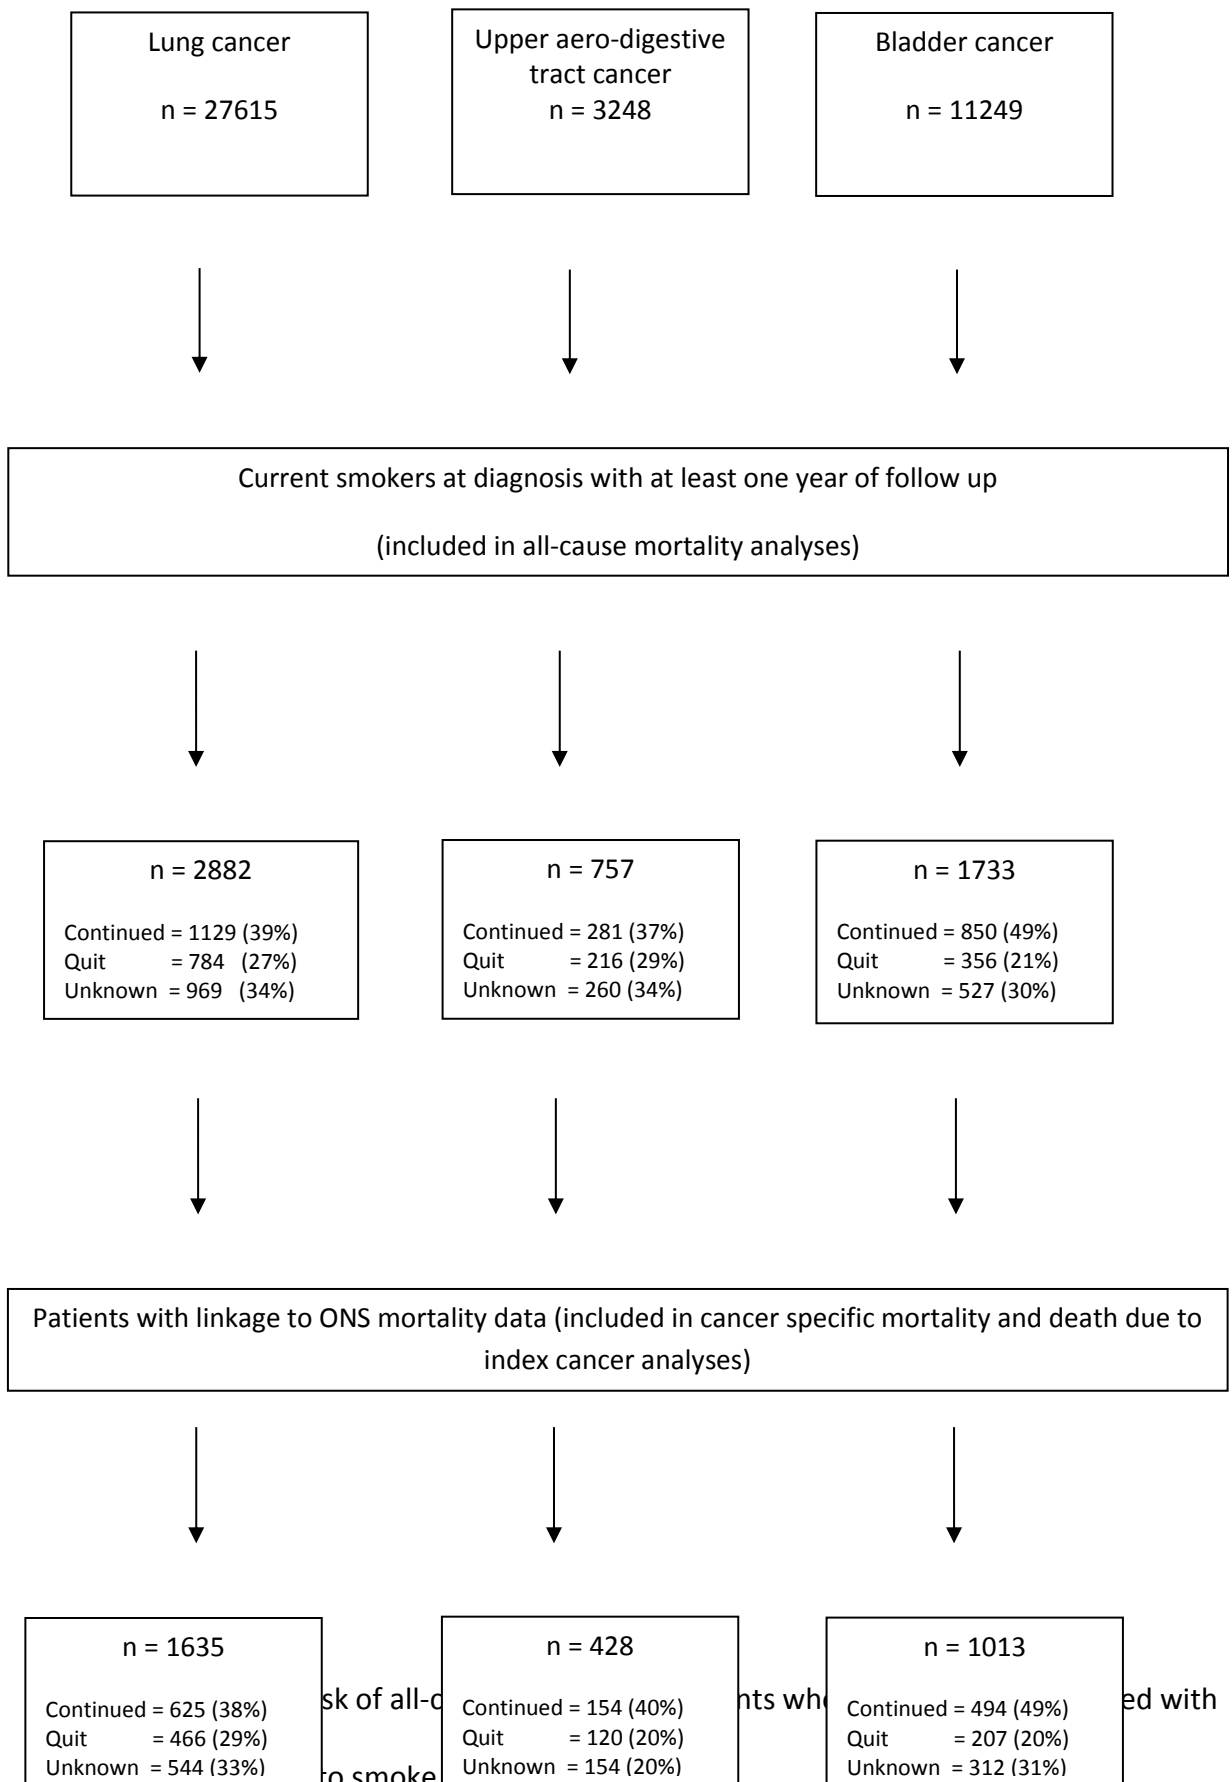 Lung cancer
n = 27615
Upper aero-digestive
tract cancer
n = 3248
Bladder cancer
n = 11249
Current smokers at diagnosis with at least one year of follow up
(included in all-cause mortality analyses)
n = 2882
Continued = 1129 (39%)
Quit = 784 (27%)
Unknown = 969 (34%)
n = 757
Continued = 281 (37%)
Quit = 216 (29%)
Unknown = 260 (34%)
n = 1733
Continued = 850 (49%)
Quit = 356 (21%)
Unknown = 527 (30%)
Patients with linkage to ONS mortality data (included in cancer specific mortality and death due to
index cancer analyses)
n = 1635
Continued = 625 (38%)
Quit = 466 (29%)
Unknown = 544 (33%)
n = 428
Continued = 154 (40%)
Quit = 120 (20%)
Unknown = 154 (20%)
n = 1013
Continued = 494 (49%)
Quit = 207 (20%)
Unknown = 312 (31%)
of with
to smoke